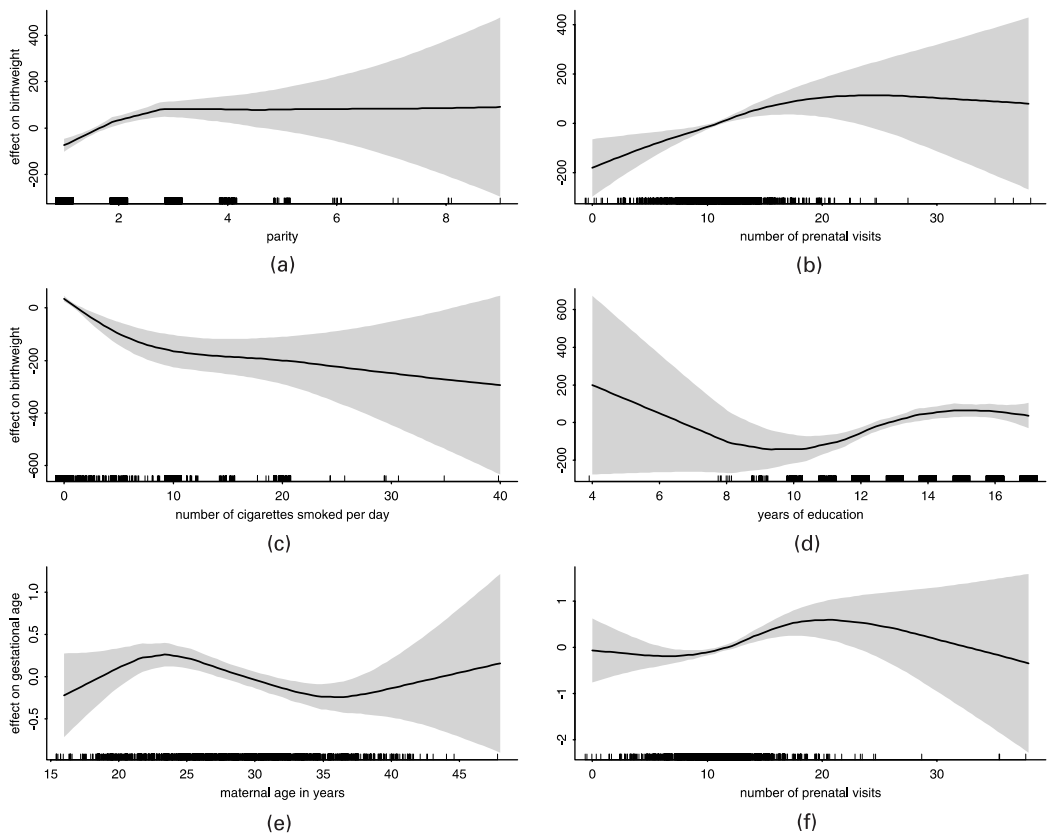 effect on birthweight
-200 0 200 400
2 4 6 8
parity
(a)
-200 0 200 400
0 10 20 30
number of prenatal visits
(b)
effect on birthweight
-600 -400 -200 0
0 10 20 30 40
number of cigarettes smoked per day
(c)
-200 0 200 400 600
4 6 8 10 12 14 16
years of education
(d)
effect on gestational age
-0.5 0.0 0.5 1.0
15 20 25 30 35 40 45
maternal age in years
(e)
-2 -1 0 1
0 10 20 30
number of prenatal visits
(f)